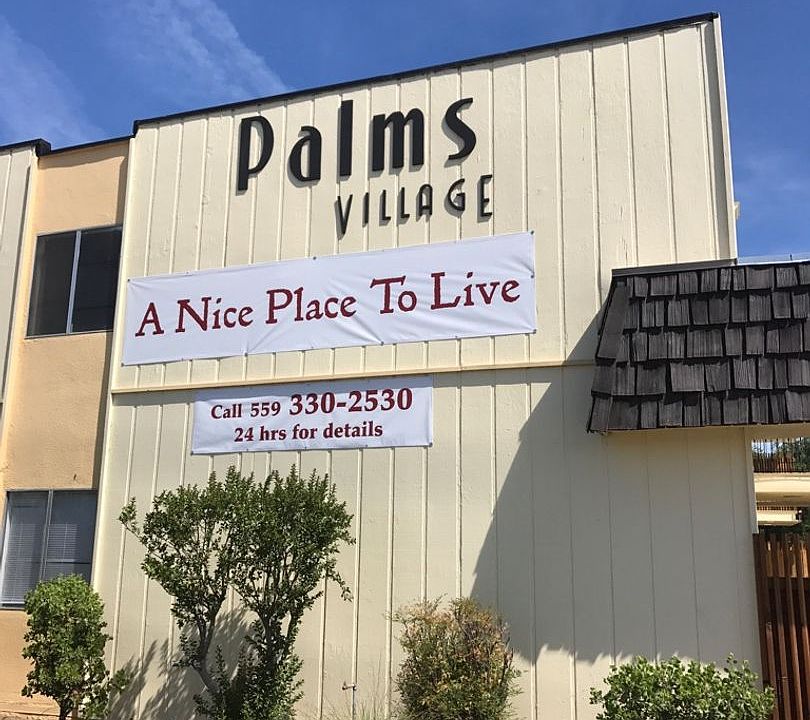 Palms
VILLAGE
A Nice Place To Live
Call 559 330-2530
24 hrs for details